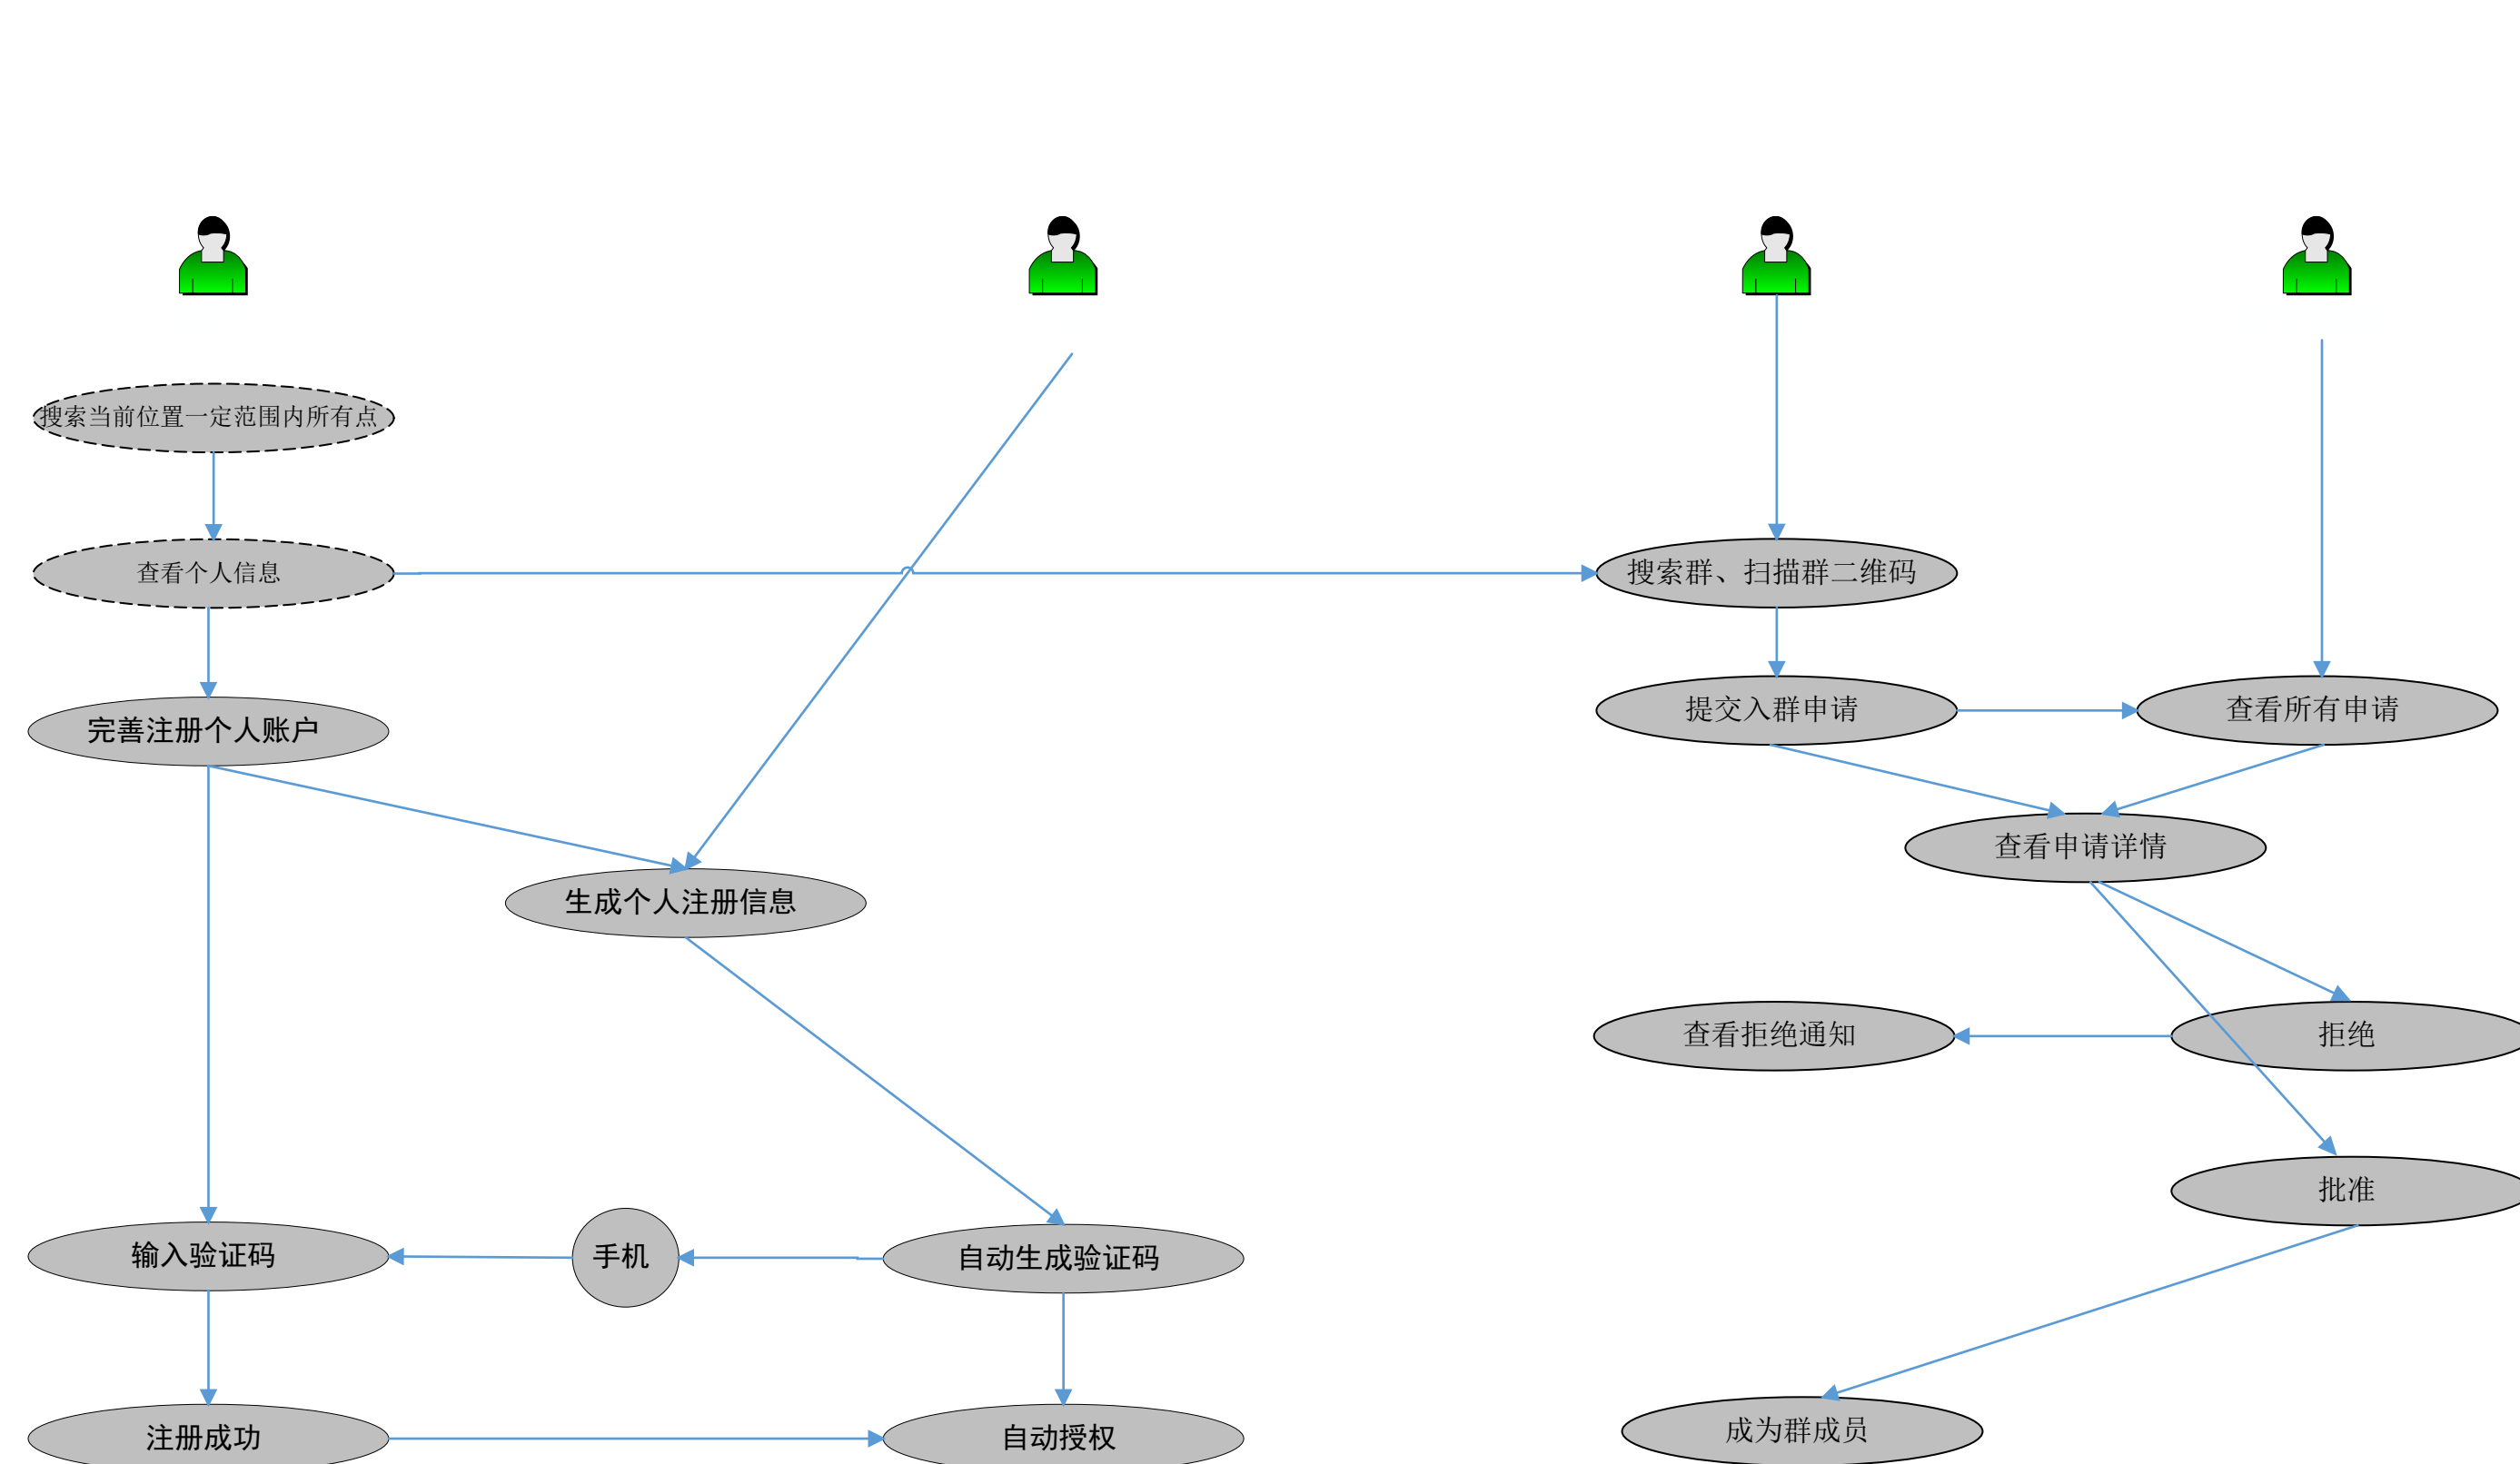 搜索当前位置一定范围内所有点
查看个人信息
搜索群、扫描群二维码
完善注册个人账户
提交入群申请
查看所有申请
查看申请详情
生成个人注册信息
查看拒绝通知
拒绝
批准
输入验证码
手机
自动生成验证码
注册成功
自动授权
成为群成员